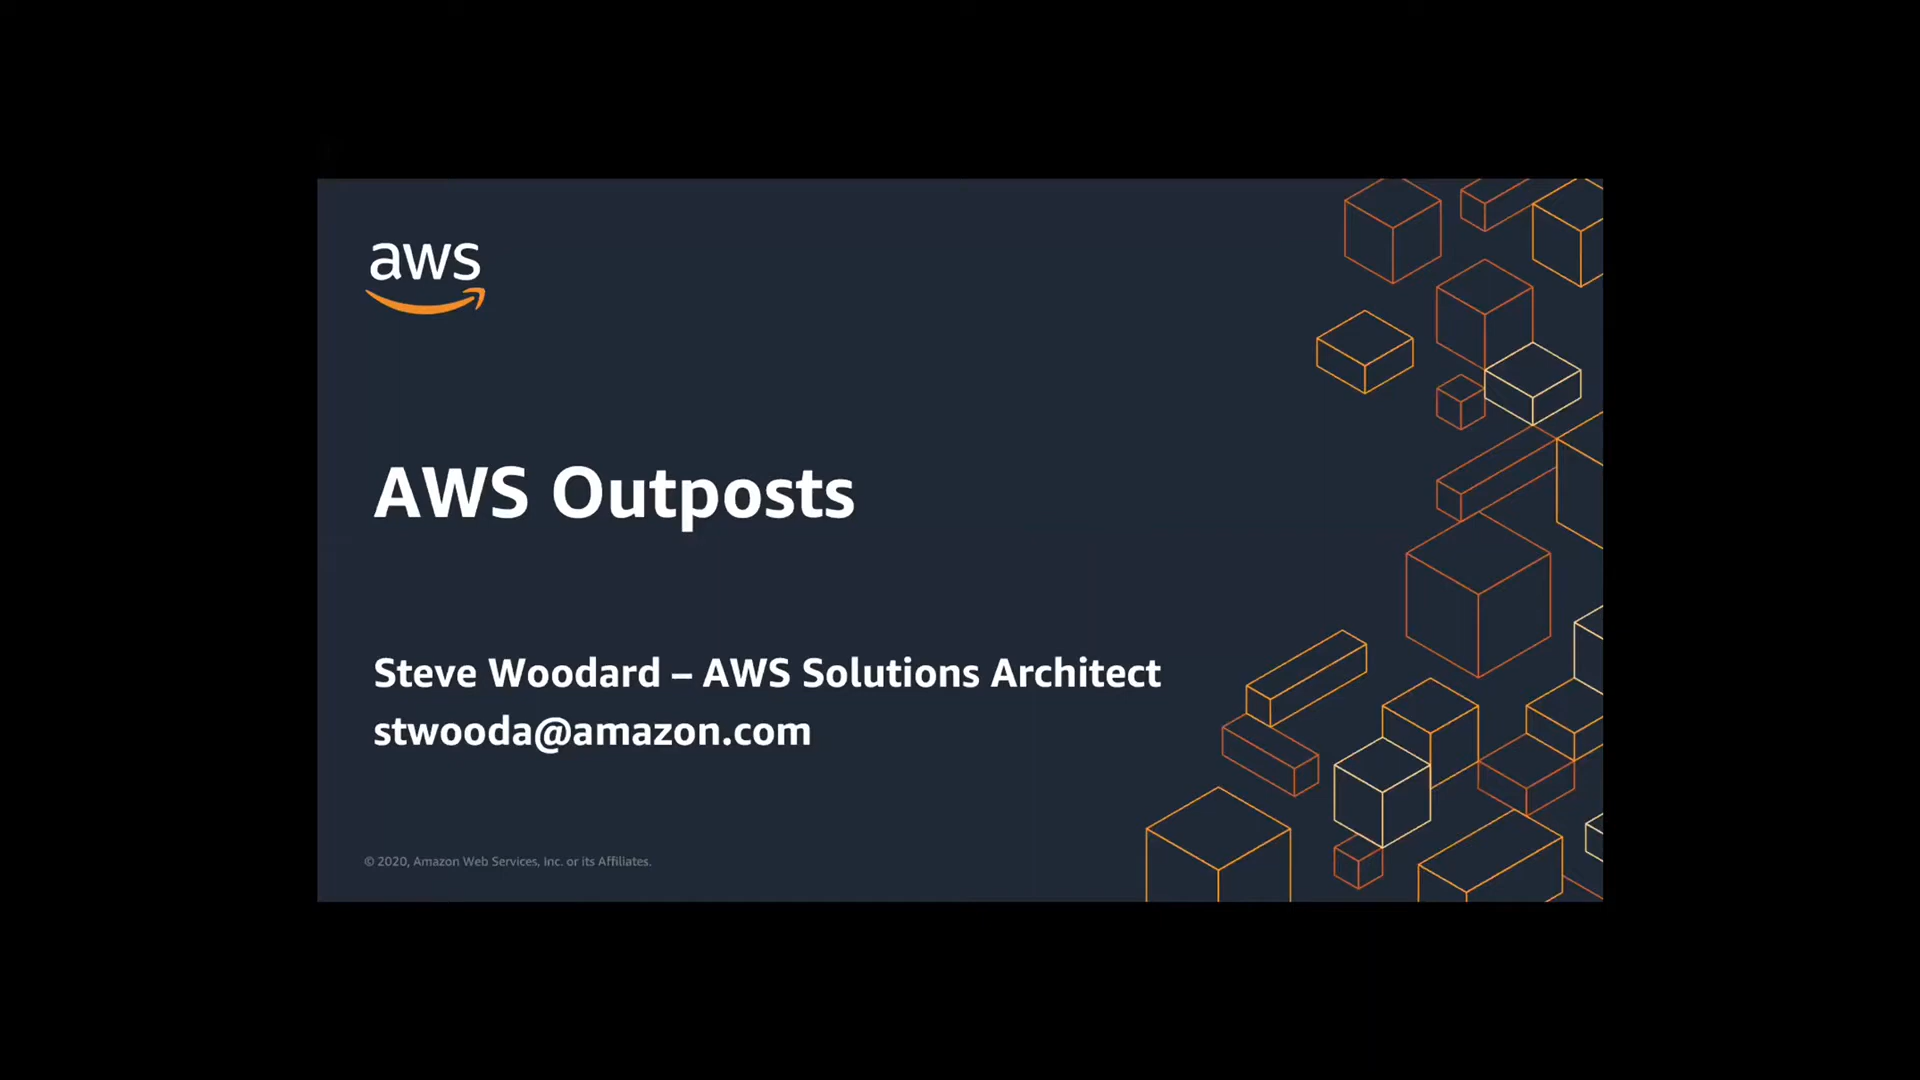 aws
AWS Outposts
Steve Woodard – AWS Solutions Architect
stwooda@amazon.com
© 2020, Amazon Web Services, Inc. or its Affiliates.